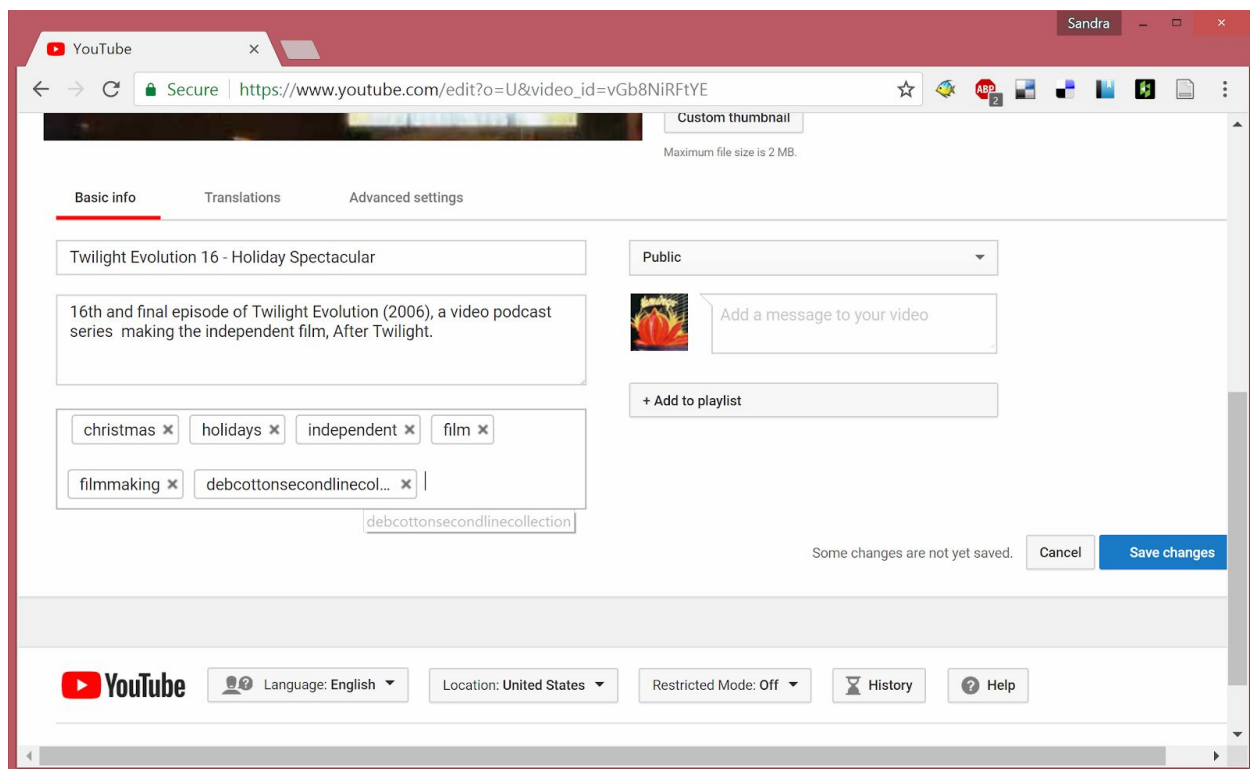 Sandra
YouTube
Secure https://www.youtube.com/edit?o=U&video_id=vGb8NiRFtYE
ABP
2
Custom thumbnail
Maximum file size is 2 MB.
Basic info Translations Advanced settings
Twilight Evolution 16 - Holiday Spectacular
Public
16th and final episode of Twilight Evolution (2006), a video podcast
series  making the independent film, After Twilight.
Add a message to your video
+ Add to playlist
christmas holidays independent film
filmmaking debcottonsecondlinecol...
debcottonsecondlinecollection
Some changes are not yet saved. Cancel Save changes
YouTube Language: English Location: United States Restricted Mode: Off History Help